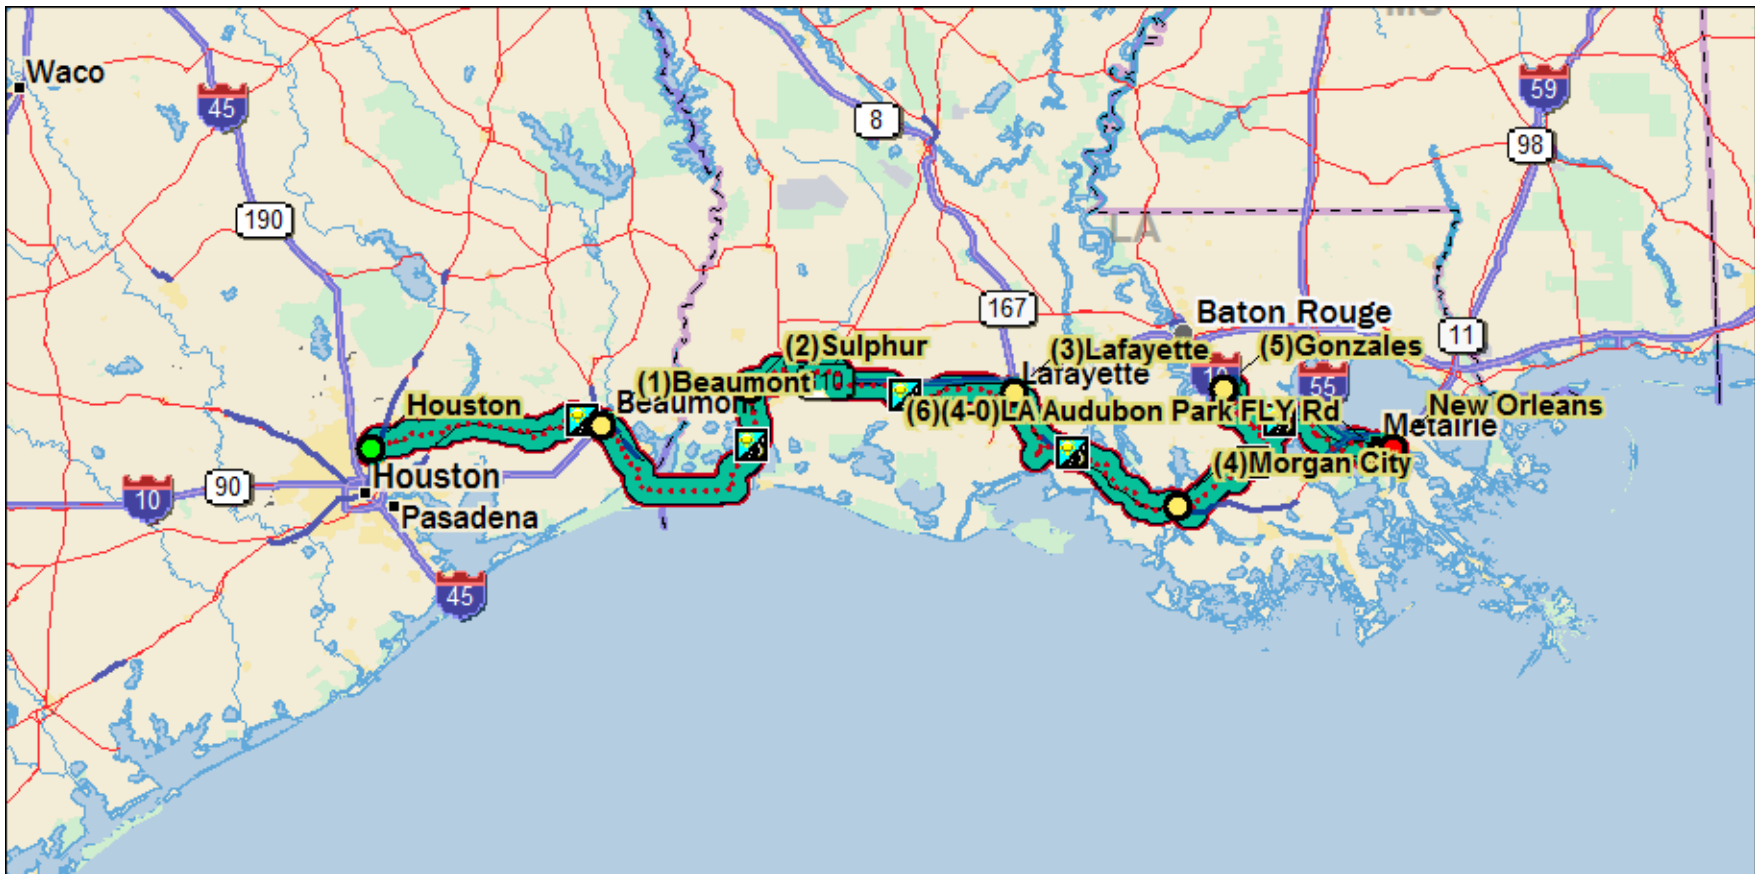 Waco
45
59
8
98
190
LA
167
Baton Rouge
11
(2)Sulphur
(3)Lafayette
(5)Gonzales
Lafayette
10
55
(1)Beaumont
10
Houston
Beaumont
(6)(4-0)LA Audubon Park FLY Rd
New Orleans
Metairie
(4)Morgan City
Houston
10
90
Pasadena
45